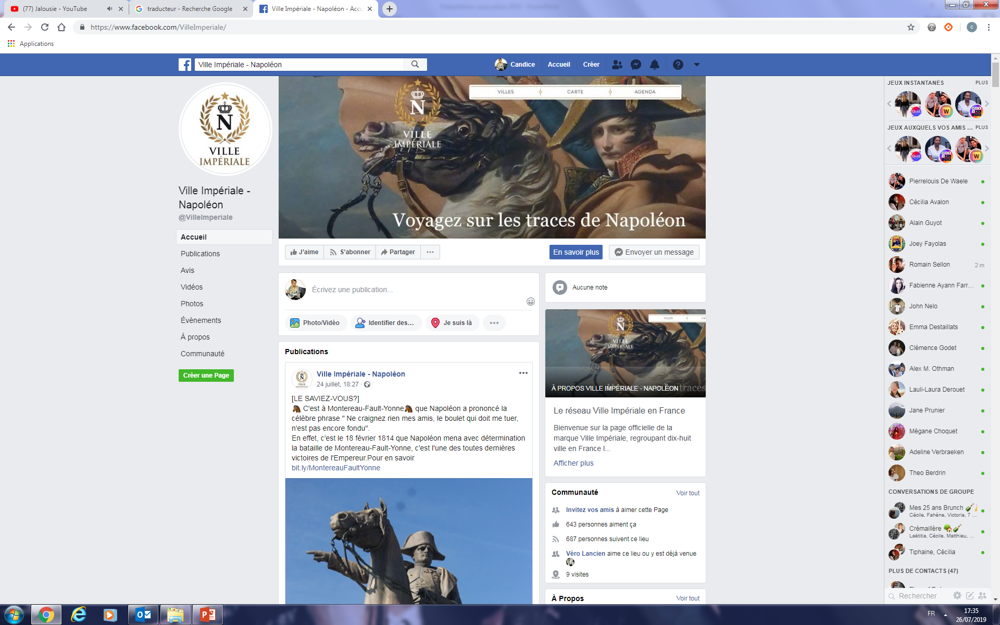 (77) Jalousie - YouTube
traducteur - Recherche Google
Ville Impériale - Napoléon - Accu
https://www.facebook.com/VilleImperiale/
c
Applications
Ville Impériale - Napoléon
Candice
Accueil
Créer
N
VILLE
IMPÉRIALE
Ville Impériale -
Napoléon
@VilleImperiale
Accueil
Publications
Avis
Vidéos
Photos
Évènements
À propos
Communauté
Créer une Page
VILLES
CARTE
AGENDA
N
VILLE
IMPÉRIALE
Voyagez sur les traces de Napoléon
J'aime
S'abonner
Partager
En savoir plus
Envoyer un message
Écrivez une publication...
Photo/Vidéo
Identifier des...
Je suis là
Publications
Ville Impériale - Napoléon
24 juillet, 18:27 ·
[LE SAVIEZ-VOUS?]
🐴 C'est à Montereau-Fault-Yonne🐴 que Napoléon a prononcé la
célèbre phrase " Ne craignez rien mes amis, le boulet qui doit me tuer,
n'est pas encore fondu".
En effet, c'est le 18 février 1814 que Napoléon mena avec détermination
la bataille de Montereau-Fault-Yonne, c'est l'une des toutes dernières
victoires de l'Empereur.Pour en savoir
bit.ly/MontereauFaultYonne
Aucune note
VILLES
N
VILLE
IMPÉRIALE
À PROPOS VILLE IMPÉRIALE - NAPOLÉON
Le réseau Ville Impériale en France
Bienvenue sur la page officielle de la
marque Ville Impériale, regroupant dix-huit
ville en France l...
Afficher plus
Communauté
Voir tout
Invitez vos amis à aimer cette Page
643 personnes aiment ça
687 personnes suivent ce lieu
Véro Lancien aime ce lieu ou y est déjà venue
9 visites
À Propos
Voir tout
JEUX INSTANTANÉS
PLUS
Quiz
W
JEUX AUXQUELS VOS AMIS ...
PLUS
Quiz
W
Pierrelouis De Waele
Cécilia Avalon
Alain Guyot
Joey Fayolas
Romain Sellon
2 m
Fabienne Ayann Farr...
John Nelo
Emma Destaillats
Clémence Godet
Alex M. Othman
Lauli-Laura Derouet
Jane Prunier
Mégane Choquet
Adeline Verbraeken
Theo Berdrin
CONVERSATIONS DE GROUPE
Mes 25 ans Brunch
Cécile, Fahène, Victoria, 7 ...
Crémaillère
Laëtitia, Cécile, Matthieu, ...
Tiphaine, Cécilia
PLUS DE CONTACTS (47)
Rechercher
FR
17:35
26/07/2019